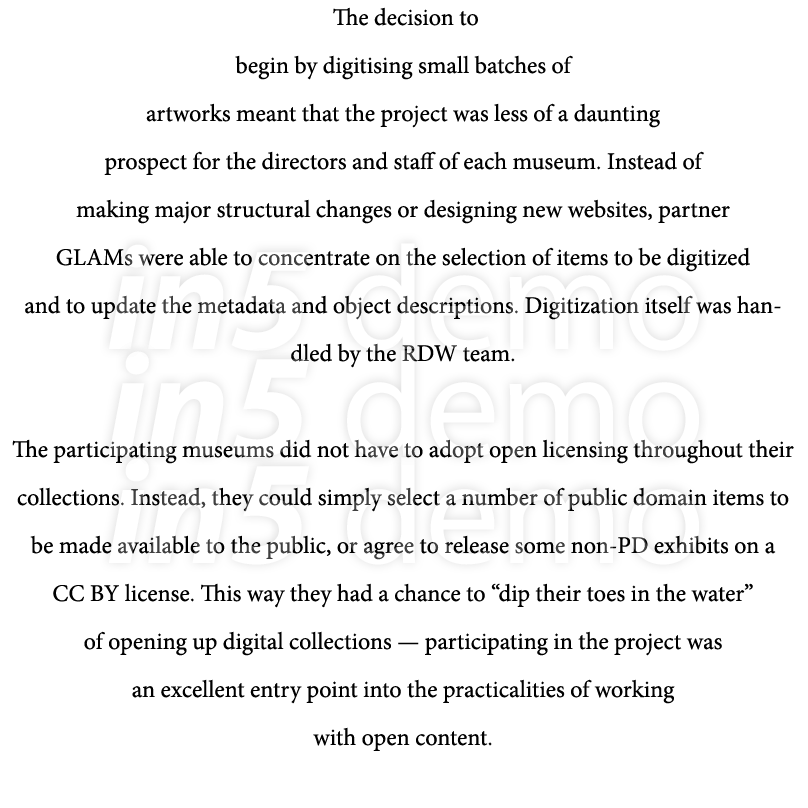 The decision to
begin by digitising small batches of
artworks meant that the project was less of a daunting
prospect for the directors and staff of each museum. Instead of
making major structural changes or designing new websites, partner
GLAMs were able to concentrate on the selection of items to be digitized
and to update the metadata and object descriptions. Digitization itself was han-
dled by the RDW team.
The participating museums did not have to adopt open licensing throughout their
collections. Instead, they could simply select a number of public domain items to
be made available to the public, or agree to release some non-PD exhibits on a
CC BY license. This way they had a chance to “dip their toes in the water”
of opening up digital collections — participating in the project was
an excellent entry point into the practicalities of working
with open content.
in5 demo
in5 demo
in5 demo